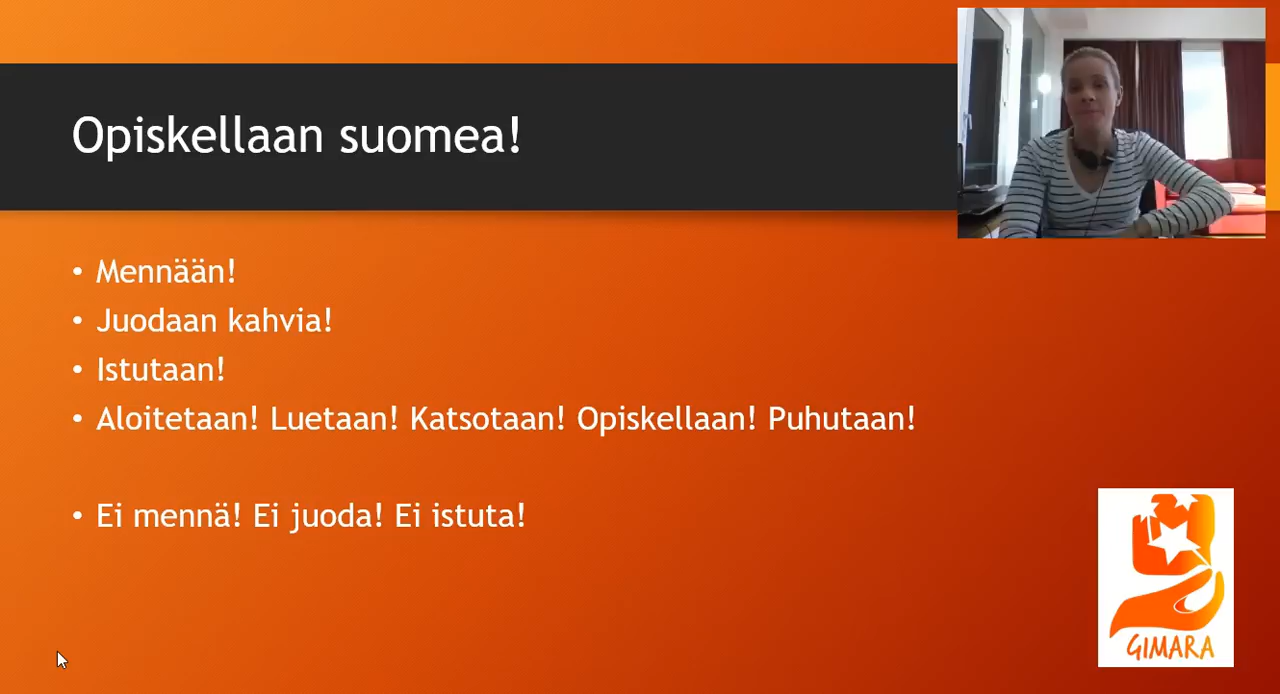 Opiskellaan suomea!
• Mennään!
• Juodaan kahvia!
• Istutaan!
• Aloitetaan! Luetaan! Katsotaan! Opiskellaan! Puhutaan!
• Ei mennä! Ei juoda! Ei istuta!
GIMARA